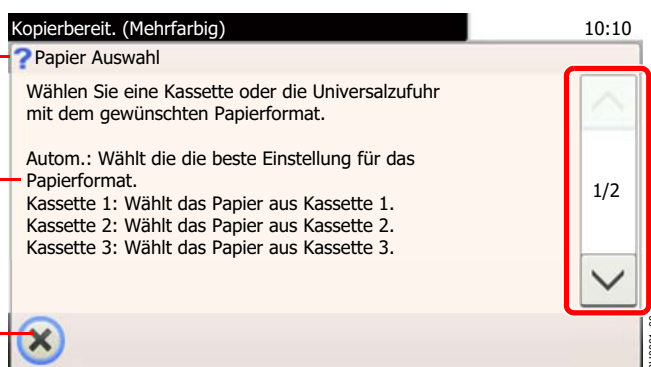 Kopierbereit. (Mehrfarbig) 10:10
? Papier Auswahl
Wählen Sie eine Kassette oder die Universalzufuhr
mit dem gewünschten Papierformat.
Autom.: Wählt die die beste Einstellung für das
Papierformat.
Kassette 1: Wählt das Papier aus Kassette 1.
Kassette 2: Wählt das Papier aus Kassette 2.
Kassette 3: Wählt das Papier aus Kassette 3.
1/2